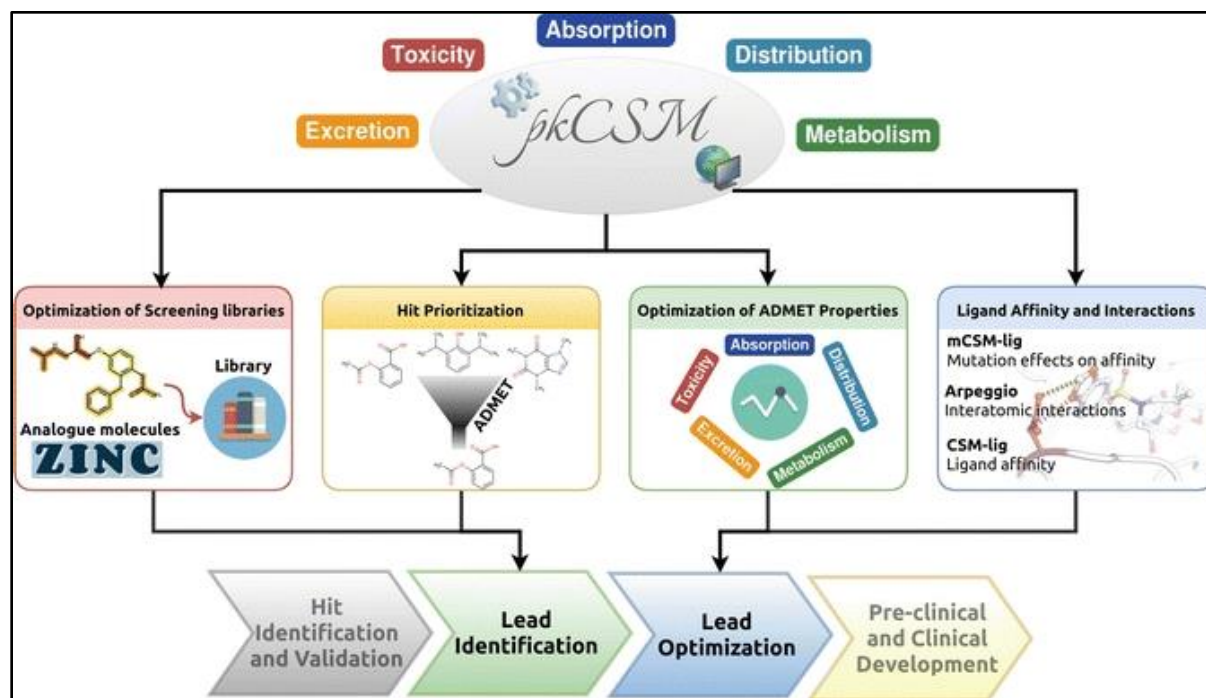 Absorption
Toxicity
Distribution
Excretion
pkCSM
Metabolism
Optimization of Screening libraries
Library
Analogue molecules
ZINC
Hit Prioritization
ADMET
Optimization of ADMET Properties
Absorption
Toxicity
Distribution
Excretion
Metabolism
Ligand Affinity and Interactions
mCSM-lig
Mutation effects on affinity
Arpeggio
Interatomic interactions
CSM-lig
Ligand affinity
Hit
Identification
and Validation
Lead
Identification
Lead
Optimization
Pre-clinical
and Clinical
Development